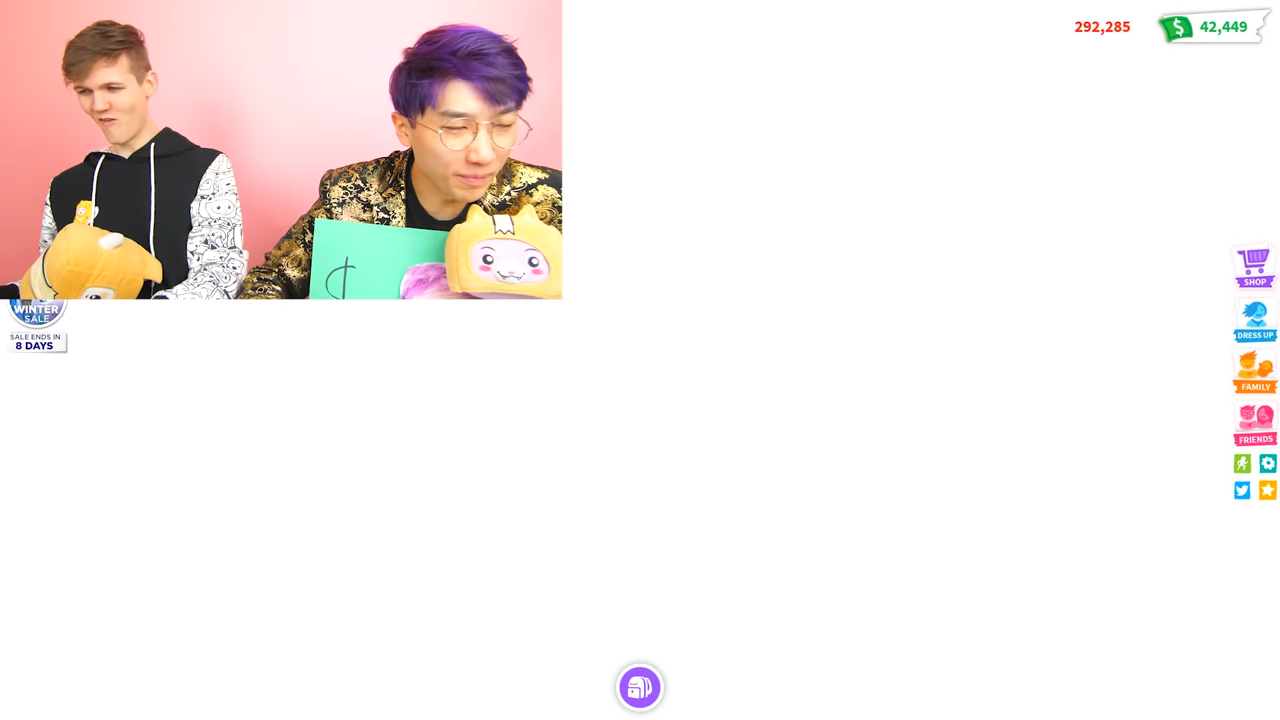 292,285
$ 42,449
$
WINTER
SALE
SALE ENDS IN
8 DAYS
SHOP
DRESS UP
FAMILY
FRIENDS